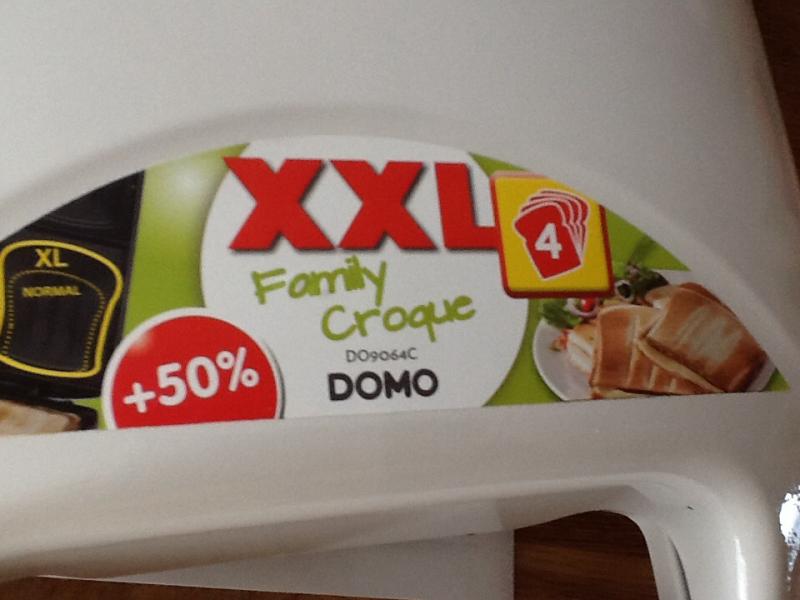 XXL
4
XL
NORMAL
Family
Croque
+50%
DO9064C
DOMO